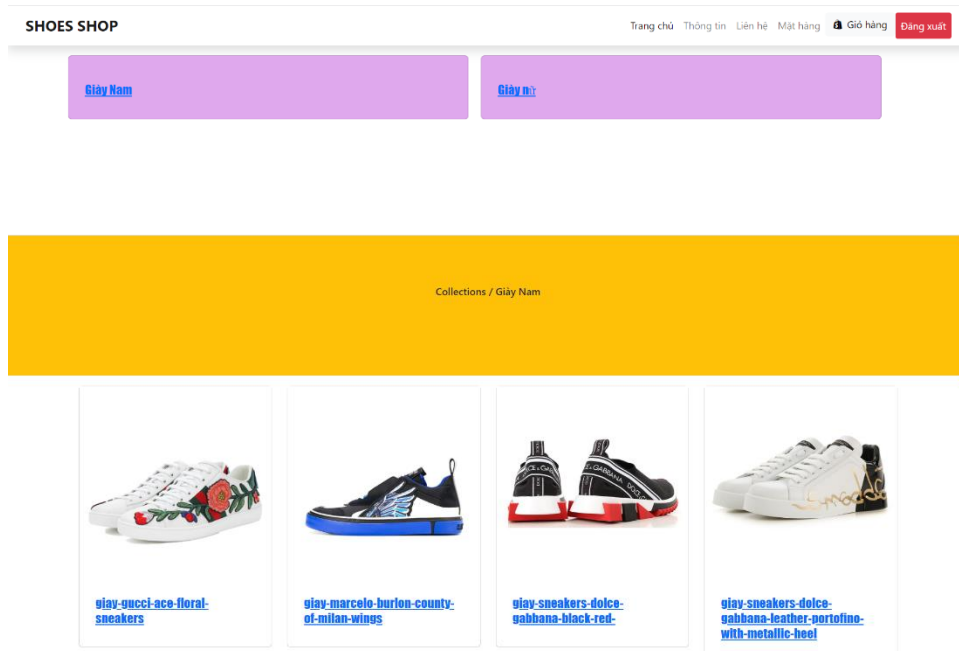 SHOES SHOP
Trang chủ Thông tin Liên hê Mặt hàng Giỏ hàng Đăng xuất
Giày Nam Giày nữ
Collections / Giày Nam
giay-gucci-ace-floral-
sneakers
giay-marcelo-burlon-county-
of-milan-wings
giay-sneakers-dolce-
gabbana-black-red-
giay-sneakers-dolce-
gabbana-leather-portofino-
with-metallic-heel